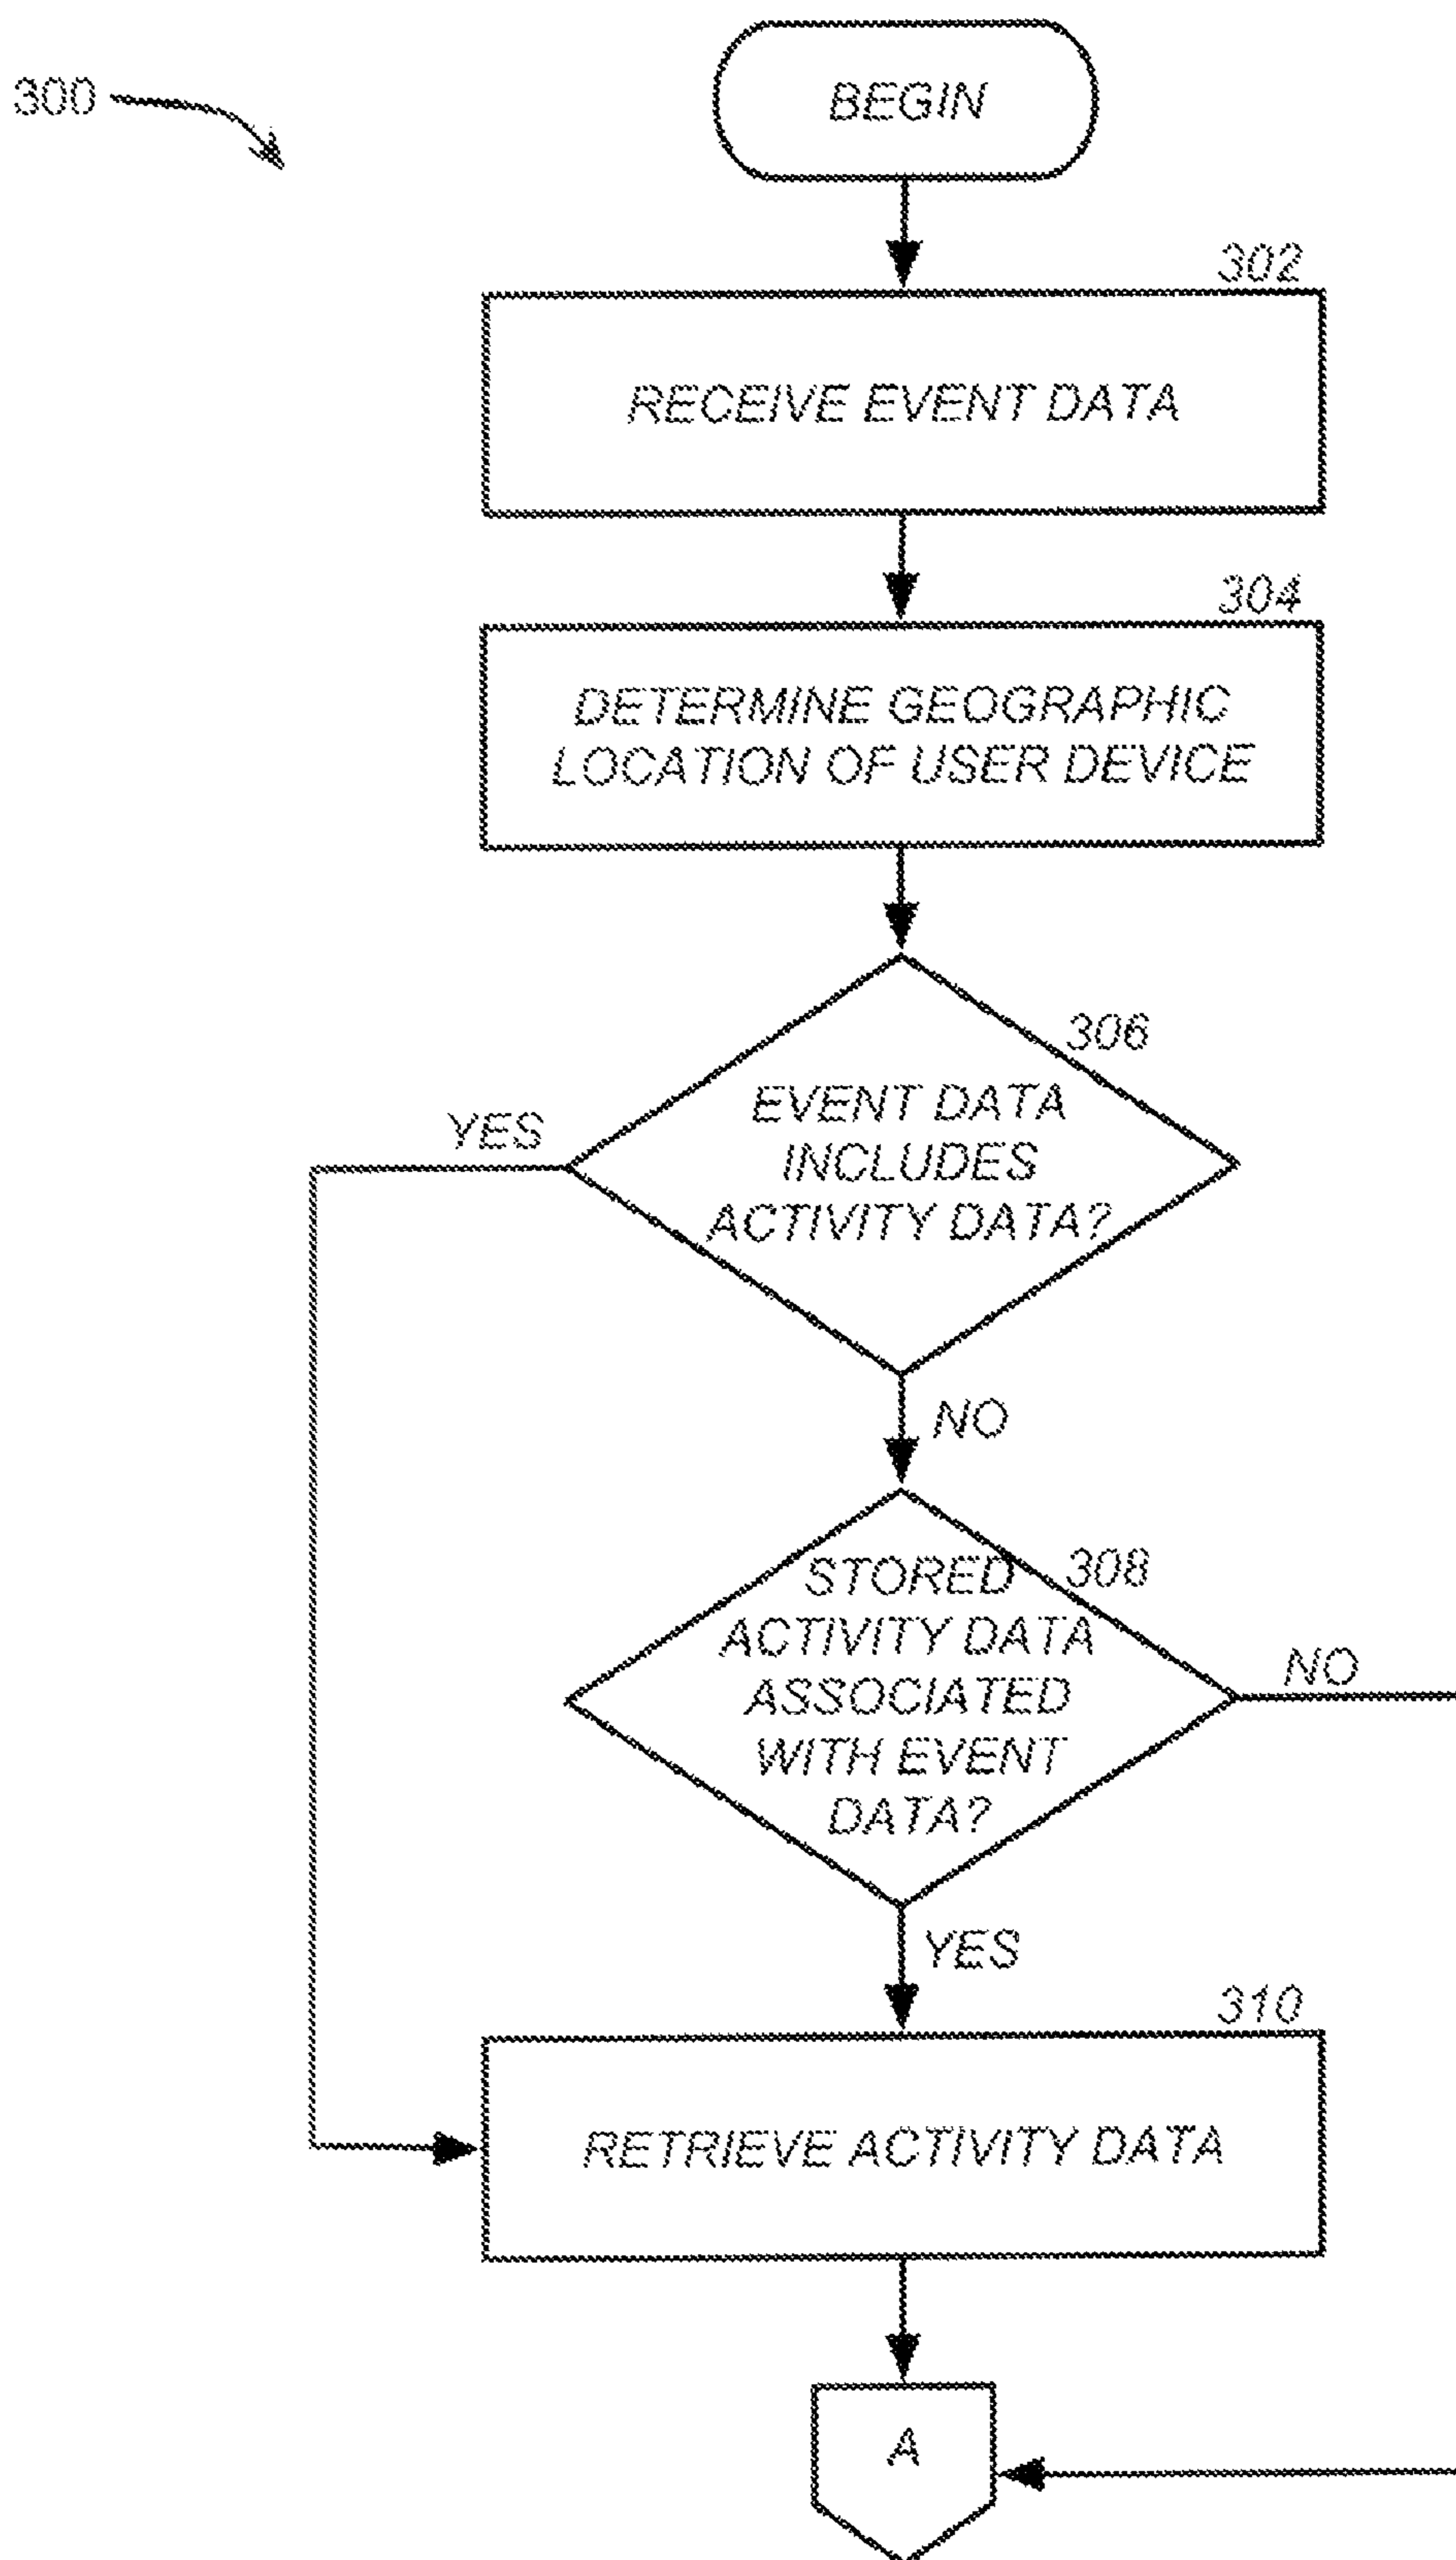 300
BEGIN
302
RECEIVE EVENT DATA
304
DETERMINE GEOGRAPHIC
LOCATION OF USER DEVICE
306
EVENT DATA
INCLUDES
ACTIVITY DATA?
YES
NO
308
STORED
ACTIVITY DATA
ASSOCIATED
WITH EVENT
DATA?
NO
YES
310
RETRIEVE ACTIVITY DATA
A